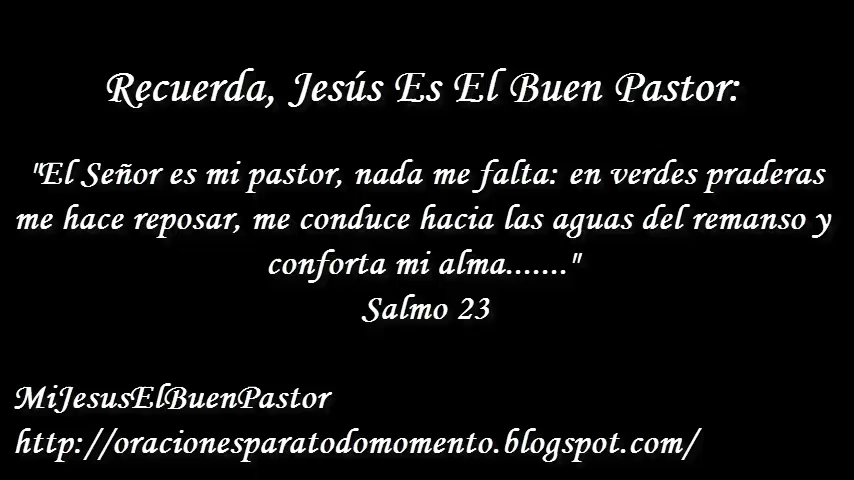 Recuerda, Jesús Es El Buen Pastor:
"El Señor es mi pastor, nada me falta: en verdes praderas
me hace reposar, me conduce hacia las aguas del remanso y
conforta mi alma......."
Salmo 23
MiJesusElBuenPastor
http://oracionesparatodomomento.blogspot.com/